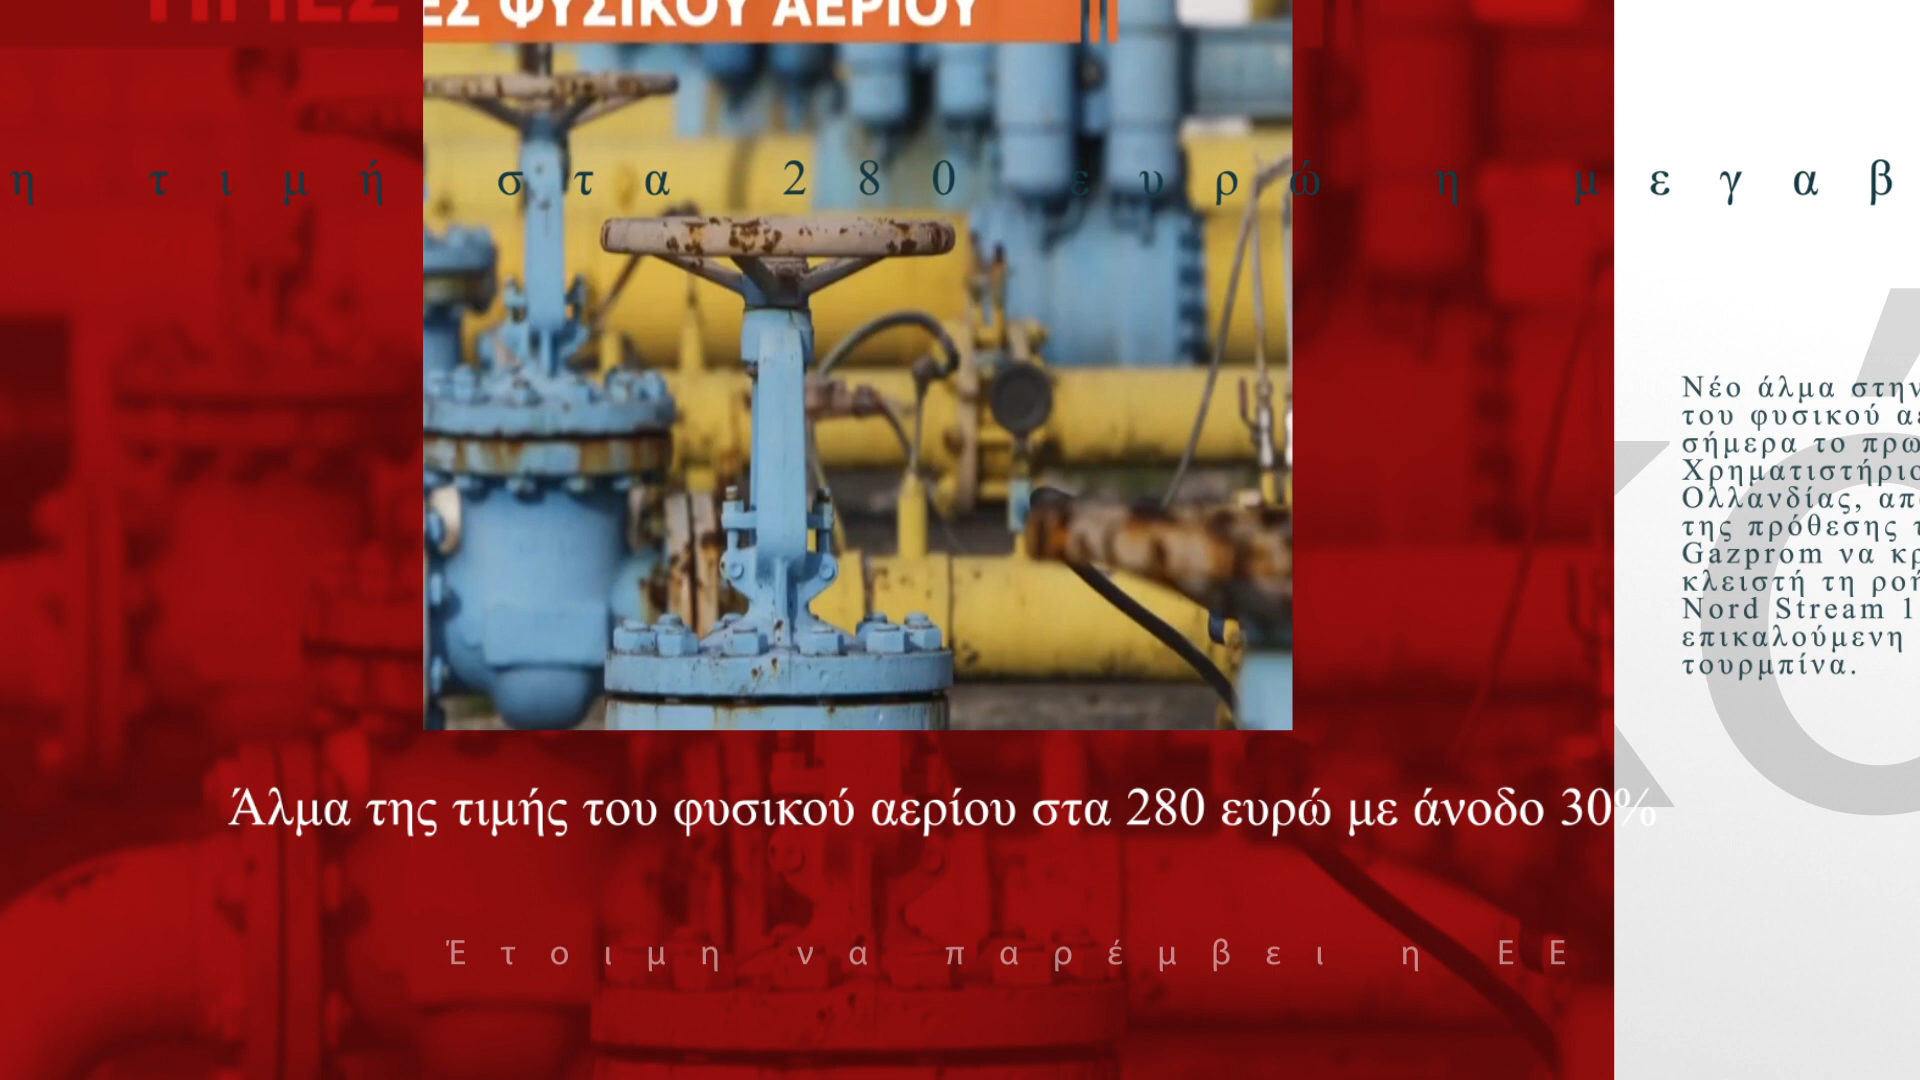 ΦΥΣΙΚΟΥ ΑΕΡΙΟΥ
η τιμή στα 280 ευρώ η μεγαβ
Νέο άλμα στην
του φυσικού αε
σήμερα το πρω
Χρηματιστήριο
Ολλανδίας, απ
της πρόθεσης τ
Gazprom να κρ
κλειστή τη ροή
Nord Stream 1
επικαλούμενη
τουρμπίνα.
Άλμα της τιμής του φυσικού αερίου στα 280 ευρώ με άνοδο 30%
Έτοιμη να παρέμβει η ΕΕ